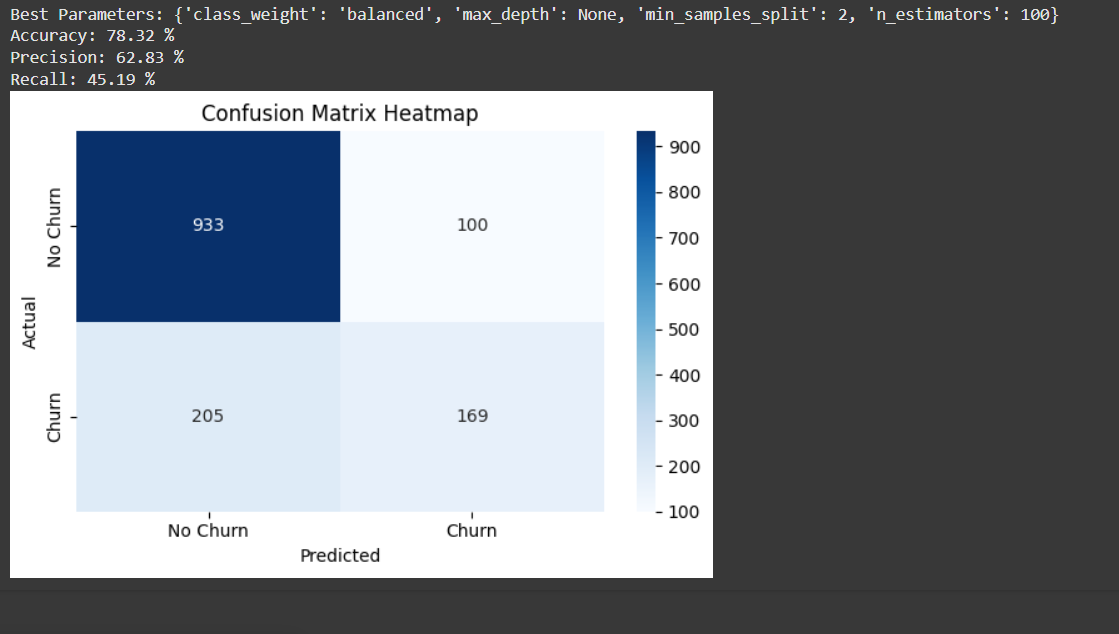 Best Parameters: {'class_weight': 'balanced', 'max_depth': None, 'min_samples_split': 2, 'n_estimators': 100}
Accuracy: 78.32 %
Precision: 62.83 %
Recall: 45.19 %
Confusion Matrix Heatmap
No Churn
933
100
Churn
205
169
Actual
No Churn
Churn
Predicted
900
800
700
600
500
400
300
200
100